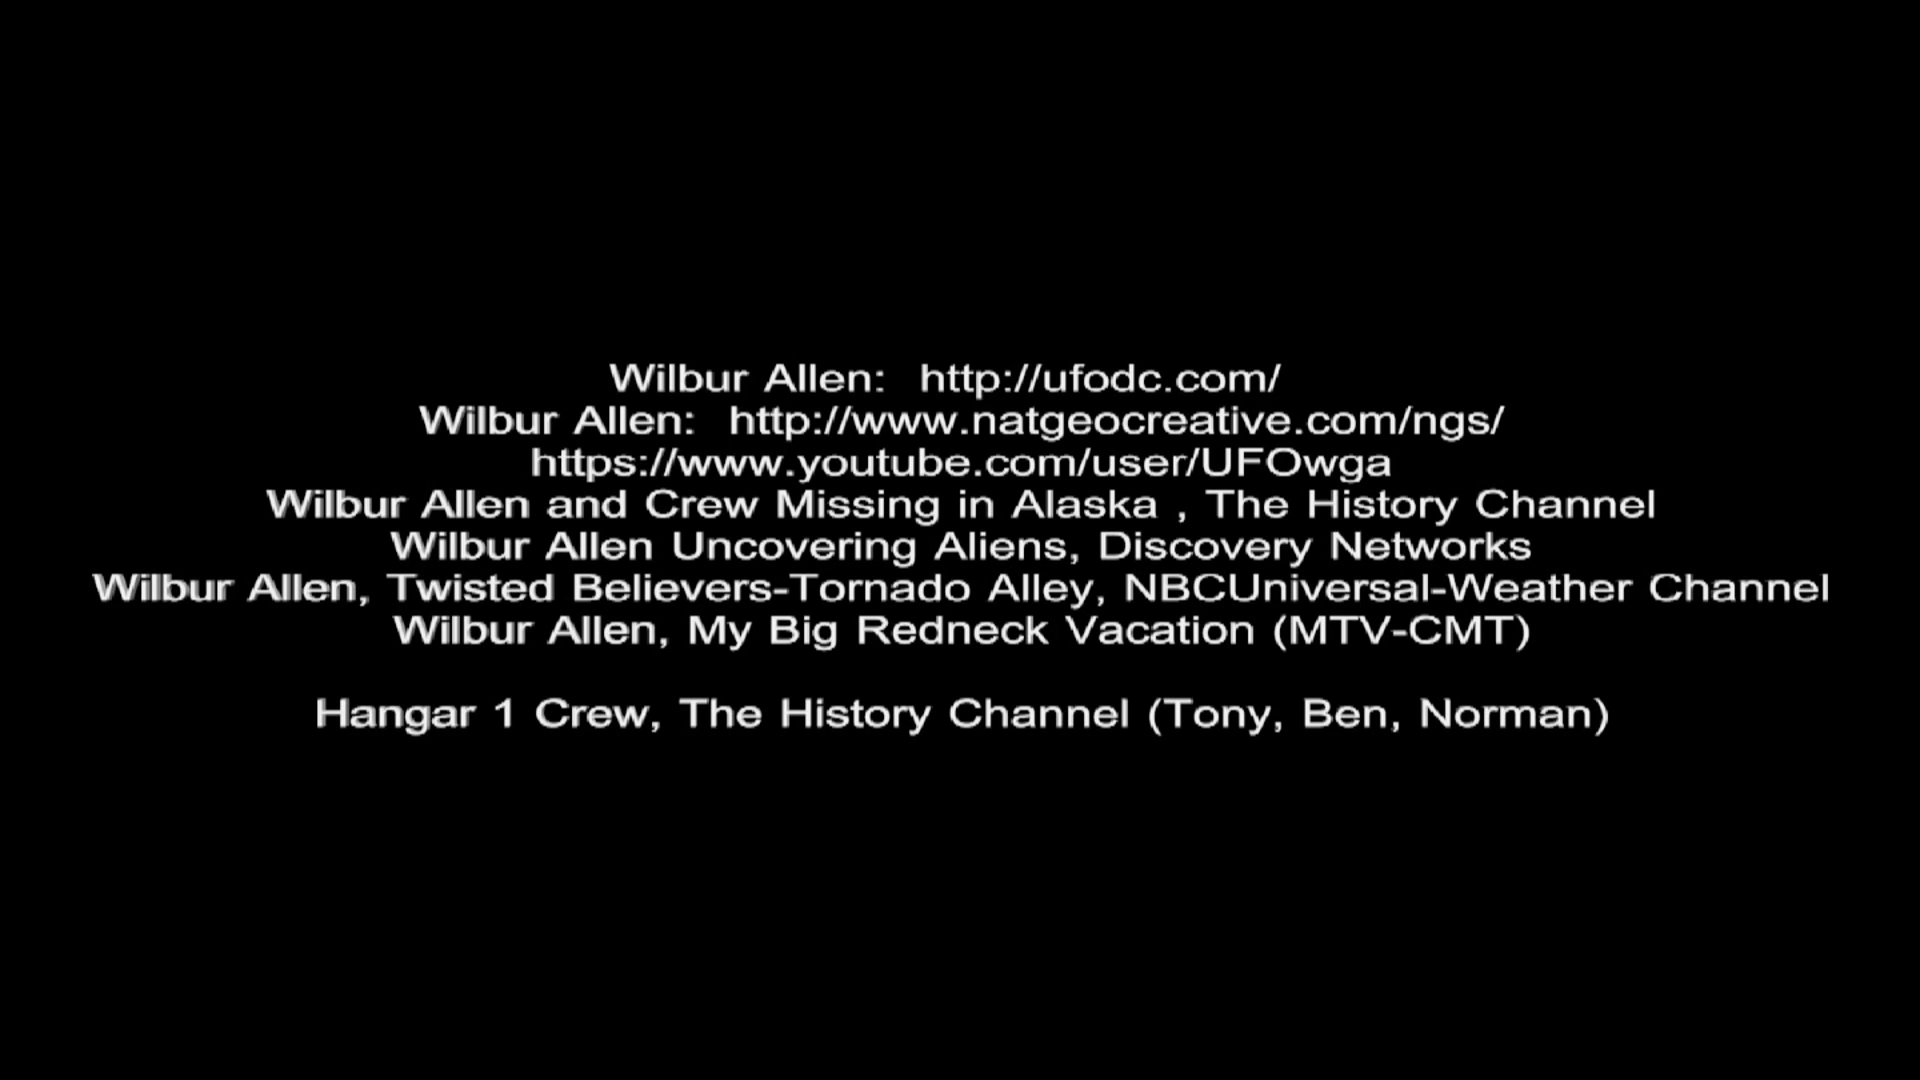 Wilbur Allen:  http://ufodc.com/
Wilbur Allen:  http://www.natgeocreative.com/ngs/
https://www.youtube.com/user/UFOwga
Wilbur Allen and Crew Missing in Alaska , The History Channel
Wilbur Allen Uncovering Aliens, Discovery Networks
Wilbur Allen, Twisted Believers-Tornado Alley, NBCUniversal-Weather Channel
Wilbur Allen, My Big Redneck Vacation (MTV-CMT)
Hangar 1 Crew, The History Channel (Tony, Ben, Norman)